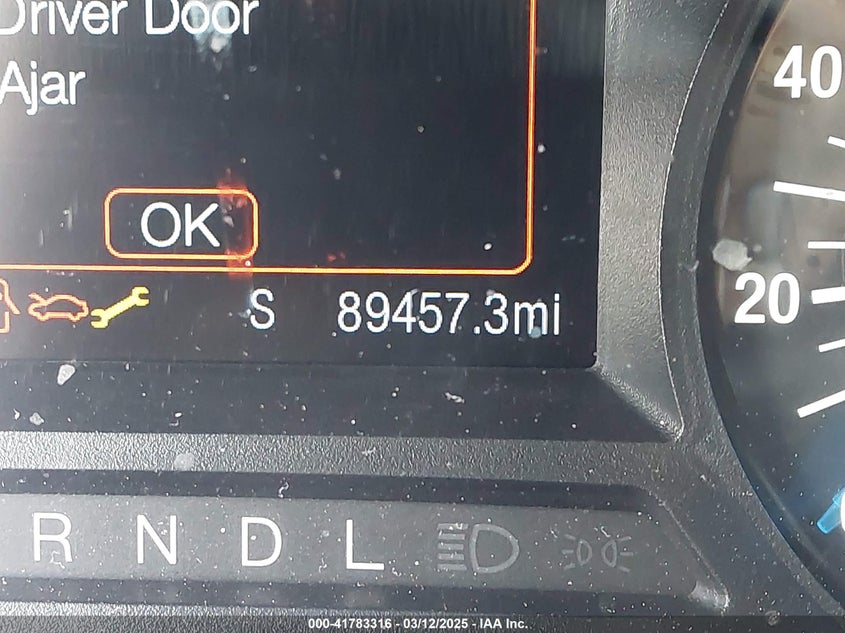 Driver Door
Ajar
OK
S 89457.3mi
40
20
R N D L
000-41783316 - 03/12/2025 - IAA Inc.